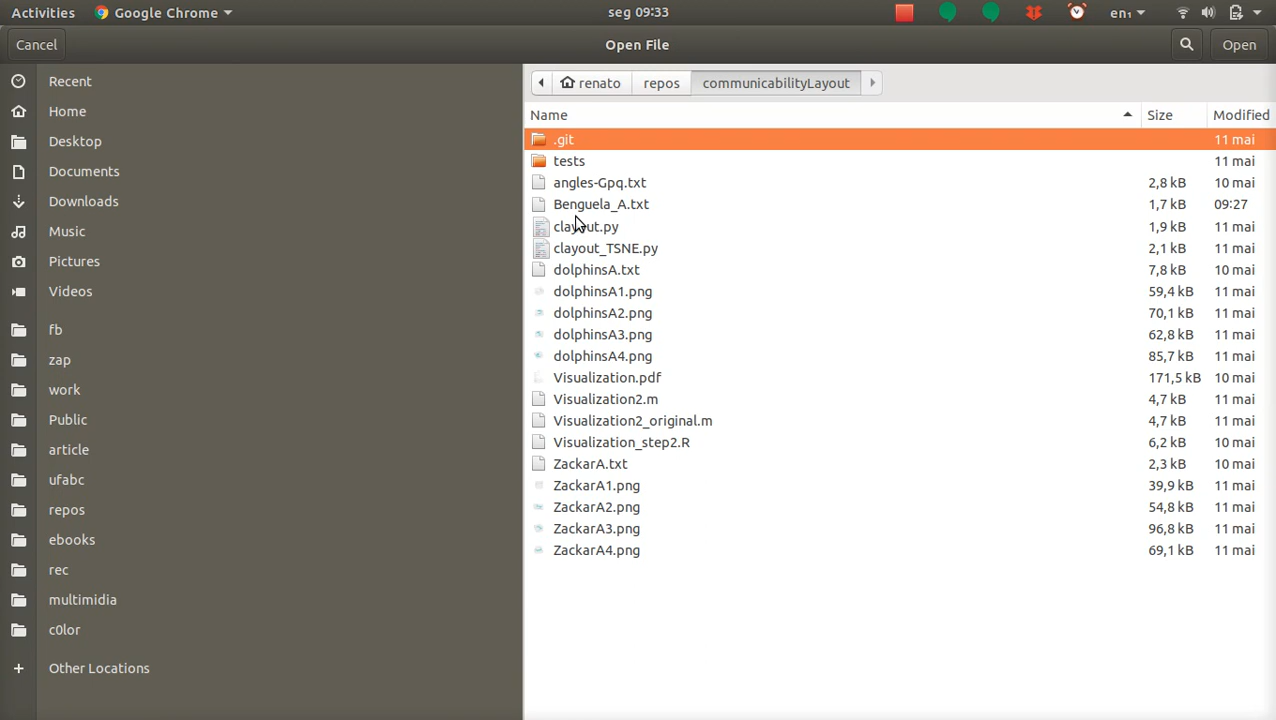 Activities Google Chrome seg 09:33 en₁
Cancel Open File Open
Recent
Home
Desktop
Documents
Downloads
Music
Pictures
Videos
fb
zap
work
Public
article
ufabc
repos
ebooks
rec
multimidia
c0lor
Other Locations
renato repos communicabilityLayout
Name Size Modified
.git 11 mai
tests 11 mai
angles-Gpq.txt 2,8 kB 10 mai
Benguela_A.txt 1,7 kB 09:27
clayout.py 1,9 kB 11 mai
clayout_TSNE.py 2,1 kB 11 mai
dolphinsA.txt 7,8 kB 10 mai
dolphinsA1.png 59,4 kB 11 mai
dolphinsA2.png 70,1 kB 11 mai
dolphinsA3.png 62,8 kB 11 mai
dolphinsA4.png 85,7 kB 11 mai
Visualization.pdf 171,5 kB 10 mai
Visualization2.m 4,7 kB 11 mai
Visualization2_original.m 4,7 kB 11 mai
Visualization_step2.R 6,2 kB 10 mai
ZackarA.txt 2,3 kB 10 mai
ZackarA1.png 39,9 kB 11 mai
ZackarA2.png 54,8 kB 11 mai
ZackarA3.png 96,8 kB 11 mai
ZackarA4.png 69,1 kB 11 mai